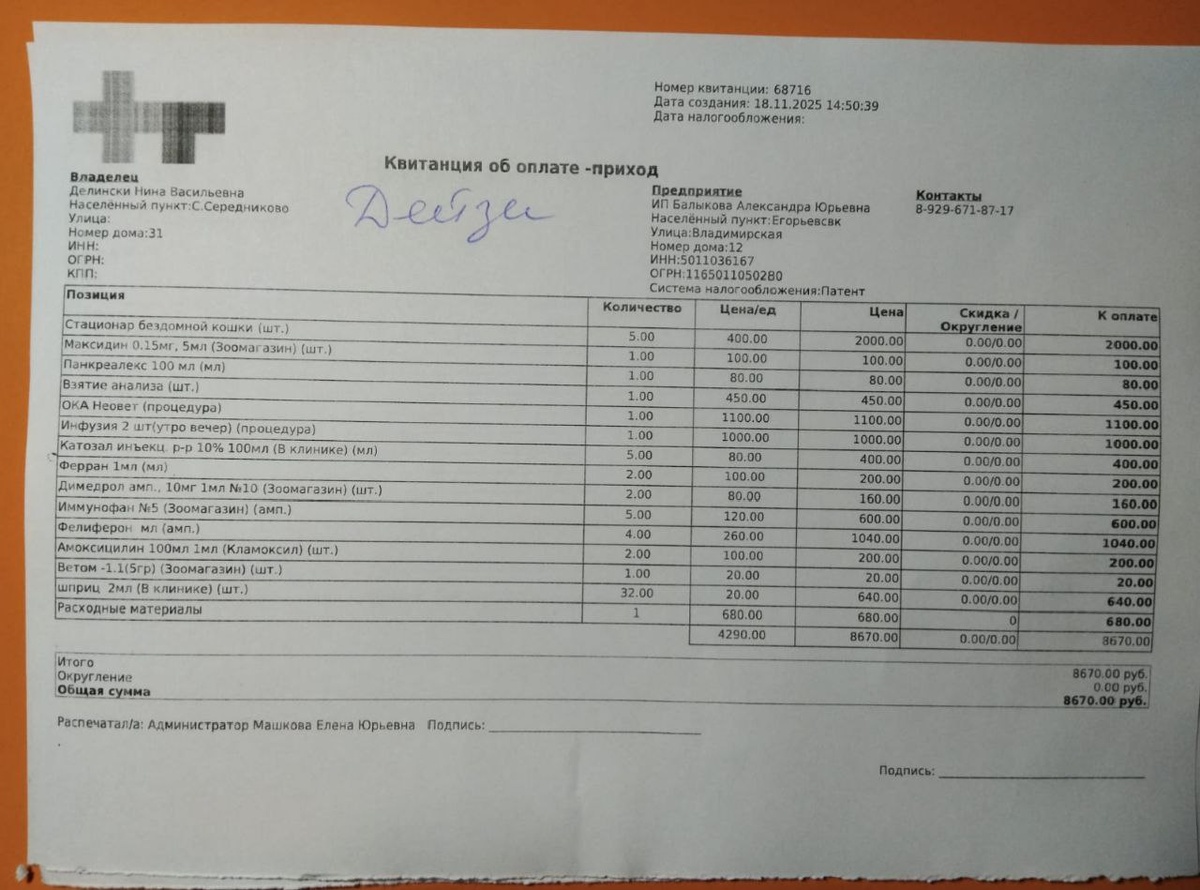 Номер квитанции: 68716
Дата создания: 18.11.2025 14:50:39
Дата налогообложения:
Квитанция об оплате -приход
Дейзи
Владелец
Делински Нина Васильевна
Населённый пункт:С.Середниково
Улица:
Номер дома:31
ИНН:
ОГРН:
КПП:
Предприятие
ИП Балыкова Александра Юрьевна
Населённый пункт:Егорьевсвк
Улица:Владимирская
Номер дома:12
ИНН:5011036167
ОГРН:1165011050280
Система налогообложения:Патент
Контакты
8-929-671-87-17
Позиция Количество Цена/ед Цена Скидка / Округление К оплате
Стационар бездомной кошки (шт.) 5.00 400.00 2000.00 0.00/0.00 2000.00
Максидин 0.15мг, 5мл (Зоомагазин) (шт.) 1.00 100.00 100.00 0.00/0.00 100.00
Панкреалекс 100 мл (мл) 1.00 80.00 80.00 0.00/0.00 80.00
Взятие анализа (шт.) 1.00 450.00 450.00 0.00/0.00 450.00
ОКА Неовет (процедура) 1.00 1100.00 1100.00 0.00/0.00 1100.00
Инфузия 2 шт(утро вечер) (процедура) 1.00 1000.00 1000.00 0.00/0.00 1000.00
Катозал инъекц. р-р 10% 100мл (В клинике) (мл) 5.00 80.00 400.00 0.00/0.00 400.00
Ферран 1мл (мл) 2.00 100.00 200.00 0.00/0.00 200.00
Димедрол амп., 10мг 1мл №10 (Зоомагазин) (шт.) 2.00 80.00 160.00 0.00/0.00 160.00
Иммунофан №5 (Зоомагазин) (амп.) 5.00 120.00 600.00 0.00/0.00 600.00
Фелиферон мл (амп.) 4.00 260.00 1040.00 0.00/0.00 1040.00
Амоксицилин 100мл 1мл (Кламоксил) (шт.) 2.00 100.00 200.00 0.00/0.00 200.00
Ветом -1.1(5гр) (Зоомагазин) (шт.) 1.00 20.00 20.00 0.00/0.00 20.00
шприц 2мл (В клинике) (шт.) 32.00 20.00 640.00 0.00/0.00 640.00
Расходные материалы 1 680.00 680.00 0 680.00
4290.00 8670.00 0.00/0.00 8670.00
Итого 8670.00 руб.
Округление 0.00 руб.
Общая сумма 8670.00 руб.
Распечатал/а: Администратор Машкова Елена Юрьевна Подпись:
Подпись: